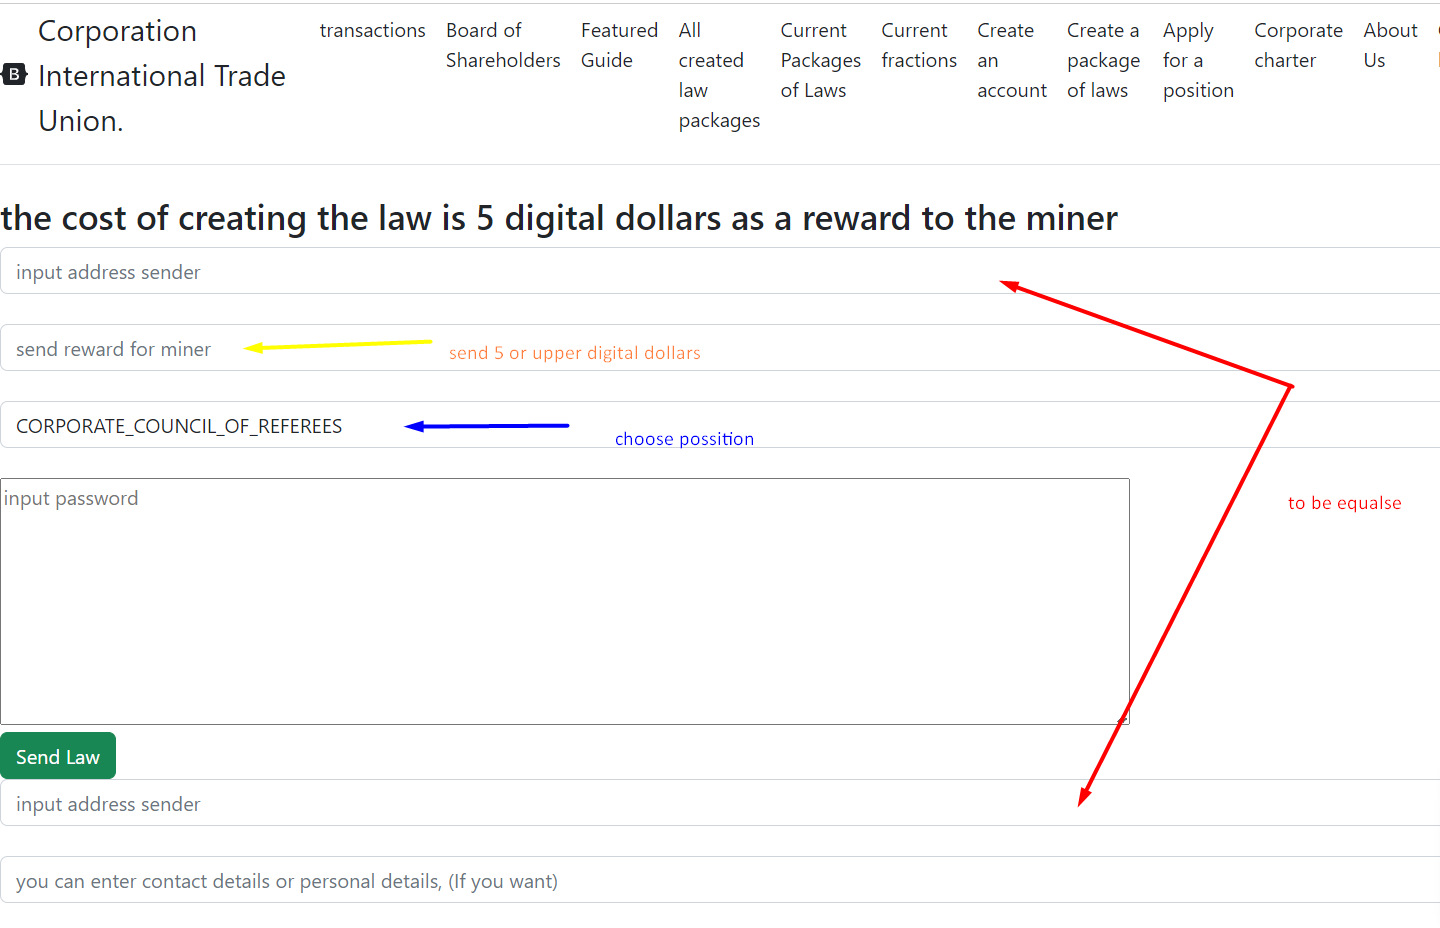 Corporation
International Trade
Union.
B
transactions
Board of
Shareholders
Featured
Guide
All
created
law
packages
Current
Packages
of Laws
Current
fractions
Create
an
account
Create a
package
of laws
Apply
for a
position
Corporate
charter
About
Us
the cost of creating the law is 5 digital dollars as a reward to the miner
input address sender
send reward for miner
send 5 or upper digital dollars
CORPORATE_COUNCIL_OF_REFEREES
choose possition
input password
to be equalse
Send Law
input address sender
you can enter contact details or personal details, (If you want)